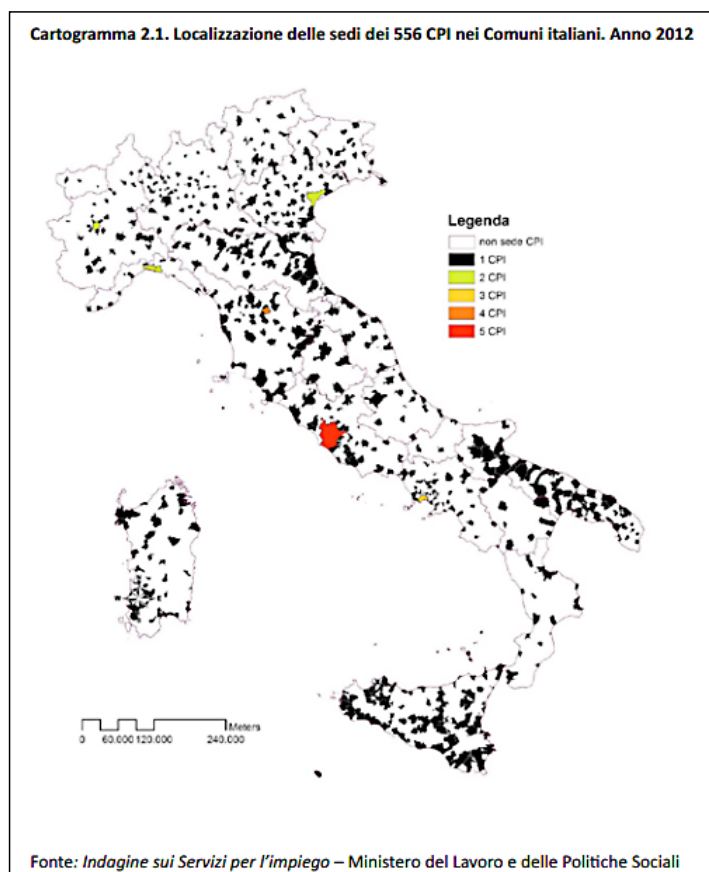 Cartogramma 2.1. Localizzazione delle sedi dei 556 CPI nei Comuni italiani. Anno 2012
Legenda
non sede CPI
1 CPI
2 CPI
3 CPI
4 CPI
5 CPI
Meters
0 60.000 120.000 240.000
Fonte: Indagine sui Servizi per l'impiego – Ministero del Lavoro e delle Politiche Sociali